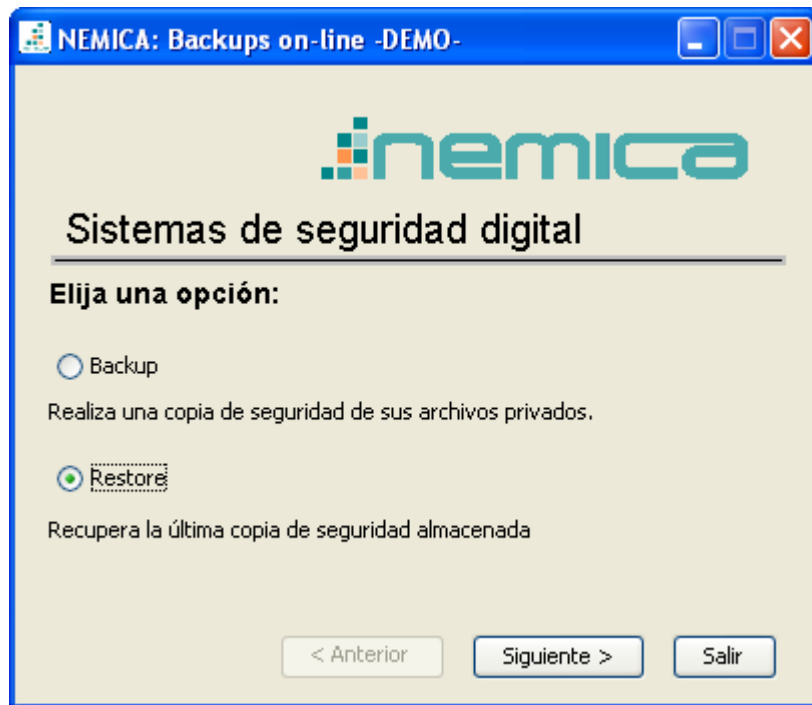 NEMICA: Backups on-line -DEMO-
nemica
Sistemas de seguridad digital
Elija una opción:
Backup
Realiza una copia de seguridad de sus archivos privados.
Restore
Recupera la última copia de seguridad almacenada
< Anterior
Siguiente >
Salir